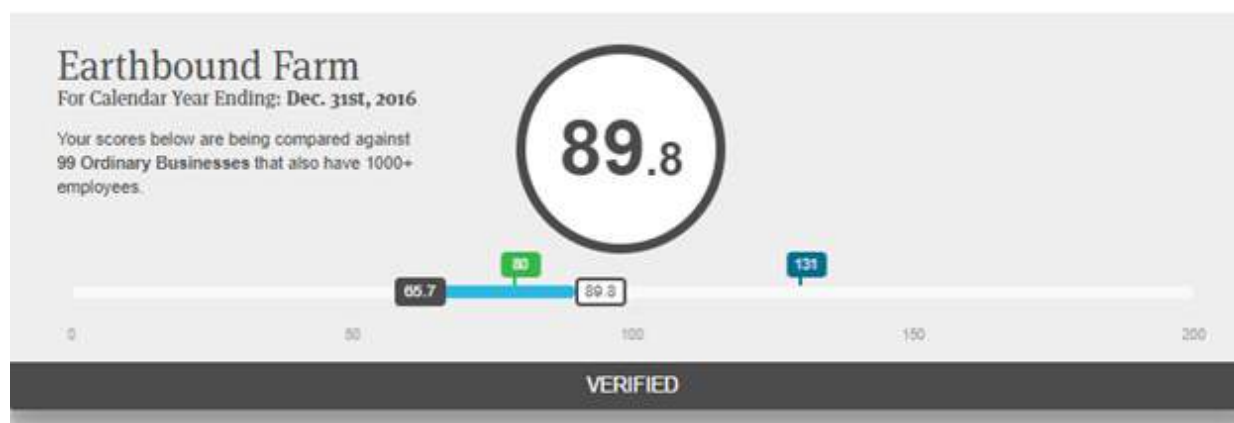 Earthbound Farm
For Calendar Year Ending: Dec. 31st, 2016
Your scores below are being compared against
99 Ordinary Businesses that also have 1000+
employees.
89.8
80
131
65.7
89.8
0
50
100
150
200
VERIFIED